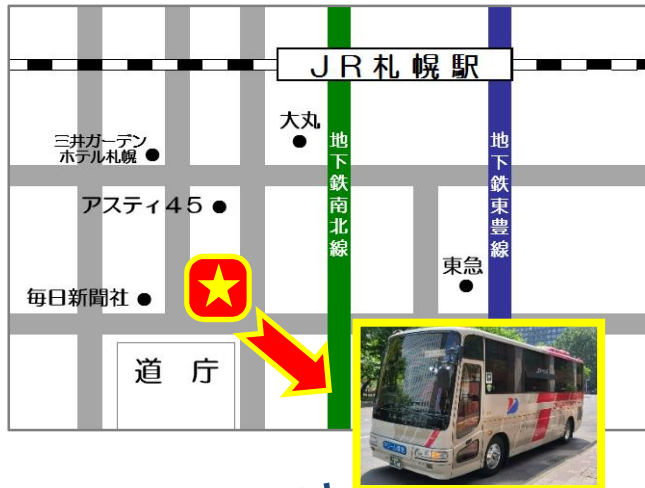 JR札幌駅
大丸
三井ガーデン
ホテル札幌
地下鉄南北線
地下鉄東豊線
アスティ45
東急
毎日新聞社
道庁